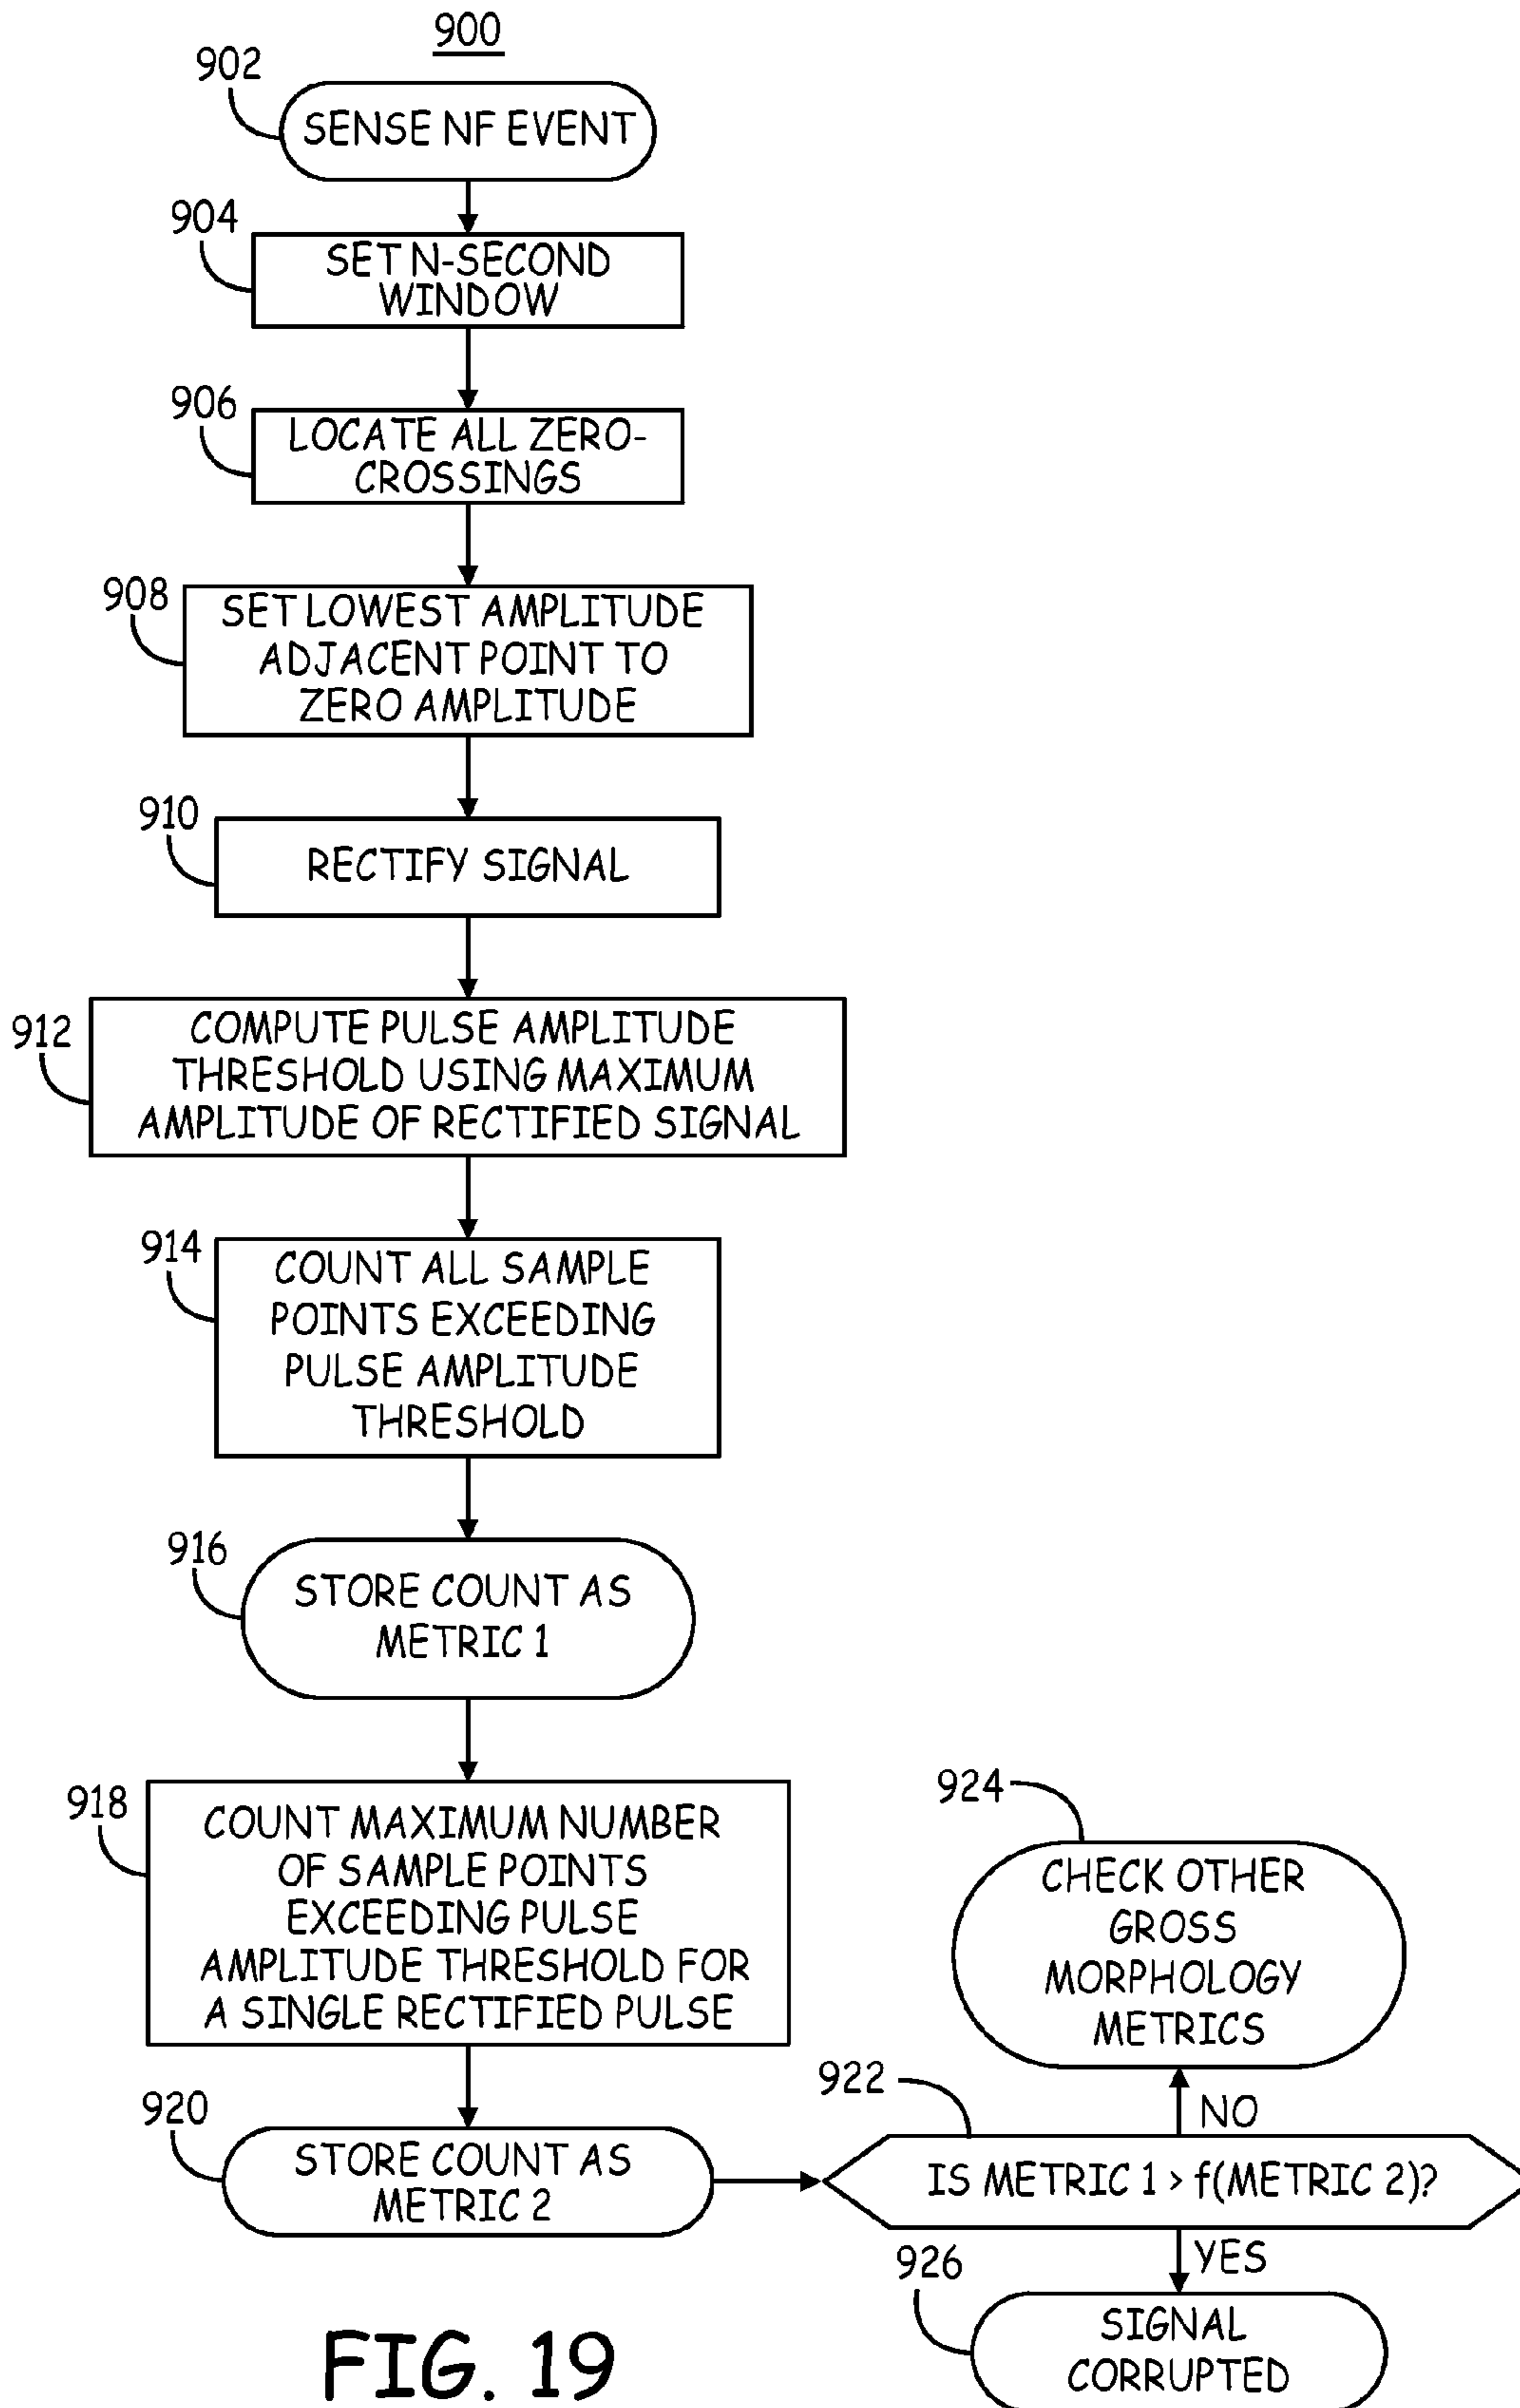 900
902
SENSE NF EVENT
904
SET N-SECOND
WINDOW
906
LOCATE ALL ZERO-
CROSSINGS
908
SET LOWEST AMPLITUDE
ADJACENT POINT TO
ZERO AMPLITUDE
910
RECTIFY SIGNAL
912
COMPUTE PULSE AMPLITUDE
THRESHOLD USING MAXIMUM
AMPLITUDE OF RECTIFIED SIGNAL
914
COUNT ALL SAMPLE
POINTS EXCEEDING
PULSE AMPLITUDE
THRESHOLD
916
STORE COUNT AS
METRIC 1
918
COUNT MAXIMUM NUMBER
OF SAMPLE POINTS
EXCEEDING PULSE
AMPLITUDE THRESHOLD FOR
A SINGLE RECTIFIED PULSE
920
STORE COUNT AS
METRIC 2
922
IS METRIC 1 > f(METRIC 2)?
NO
924
CHECK OTHER
GROSS
MORPHOLOGY
METRICS
YES
926
SIGNAL
CORRUPTED
FIG. 19